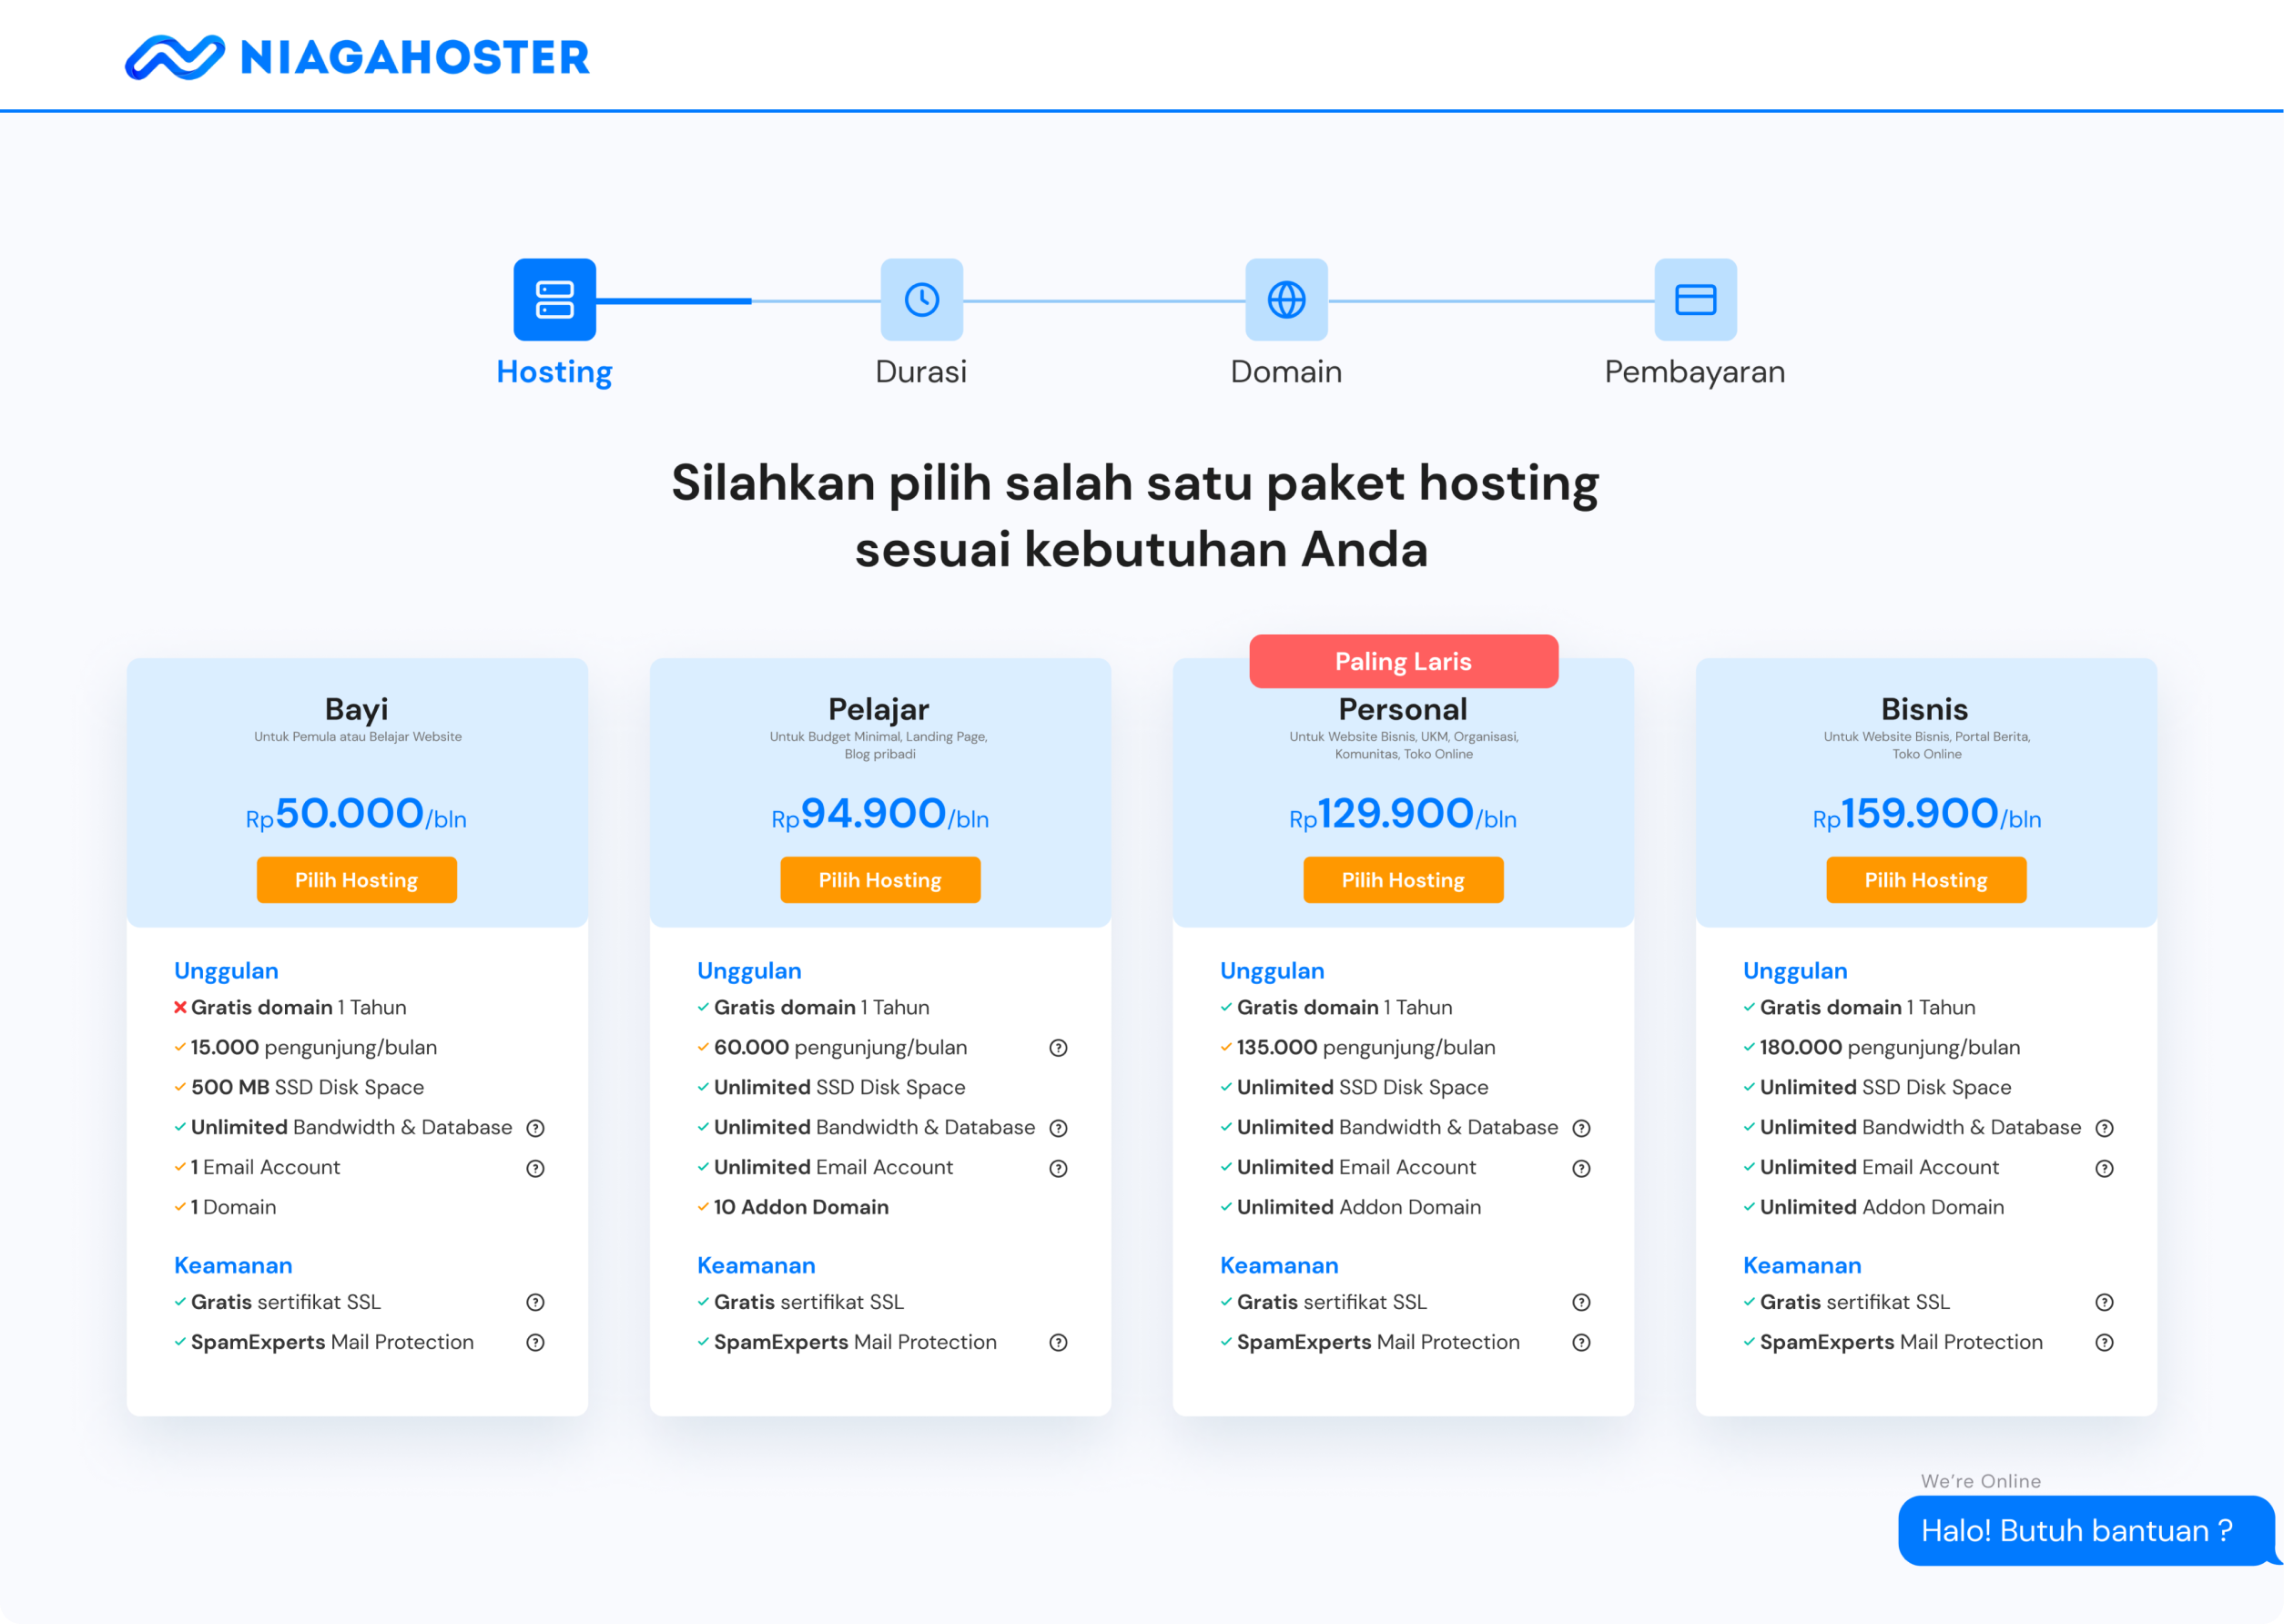 NIAGAHOSTER
Hosting
Durasi
Domain
Pembayaran
Silahkan pilih salah satu paket hosting
sesuai kebutuhan Anda
Bayi
Untuk Pemula atau Belajar Website
Rp50.000/bln
Pilih Hosting
Unggulan
Gratis domain 1 Tahun
15.000 pengunjung/bulan
500 MB SSD Disk Space
Unlimited Bandwidth & Database
1 Email Account
1 Domain
Keamanan
Gratis sertifikat SSL
SpamExperts Mail Protection
Pelajar
Untuk Budget Minimal, Landing Page,
Blog pribadi
Rp94.900/bln
Pilih Hosting
Unggulan
Gratis domain 1 Tahun
60.000 pengunjung/bulan
Unlimited SSD Disk Space
Unlimited Bandwidth & Database
Unlimited Email Account
10 Addon Domain
Keamanan
Gratis sertifikat SSL
SpamExperts Mail Protection
Paling Laris
Personal
Untuk Website Bisnis, UKM, Organisasi,
Komunitas, Toko Online
Rp129.900/bln
Pilih Hosting
Unggulan
Gratis domain 1 Tahun
135.000 pengunjung/bulan
Unlimited SSD Disk Space
Unlimited Bandwidth & Database
Unlimited Email Account
Unlimited Addon Domain
Keamanan
Gratis sertifikat SSL
SpamExperts Mail Protection
Bisnis
Untuk Website Bisnis, Portal Berita,
Toko Online
Rp159.900/bln
Pilih Hosting
Unggulan
Gratis domain 1 Tahun
180.000 pengunjung/bulan
Unlimited SSD Disk Space
Unlimited Bandwidth & Database
Unlimited Email Account
Unlimited Addon Domain
Keamanan
Gratis sertifikat SSL
SpamExperts Mail Protection
We're Online
Halo! Butuh bantuan ?